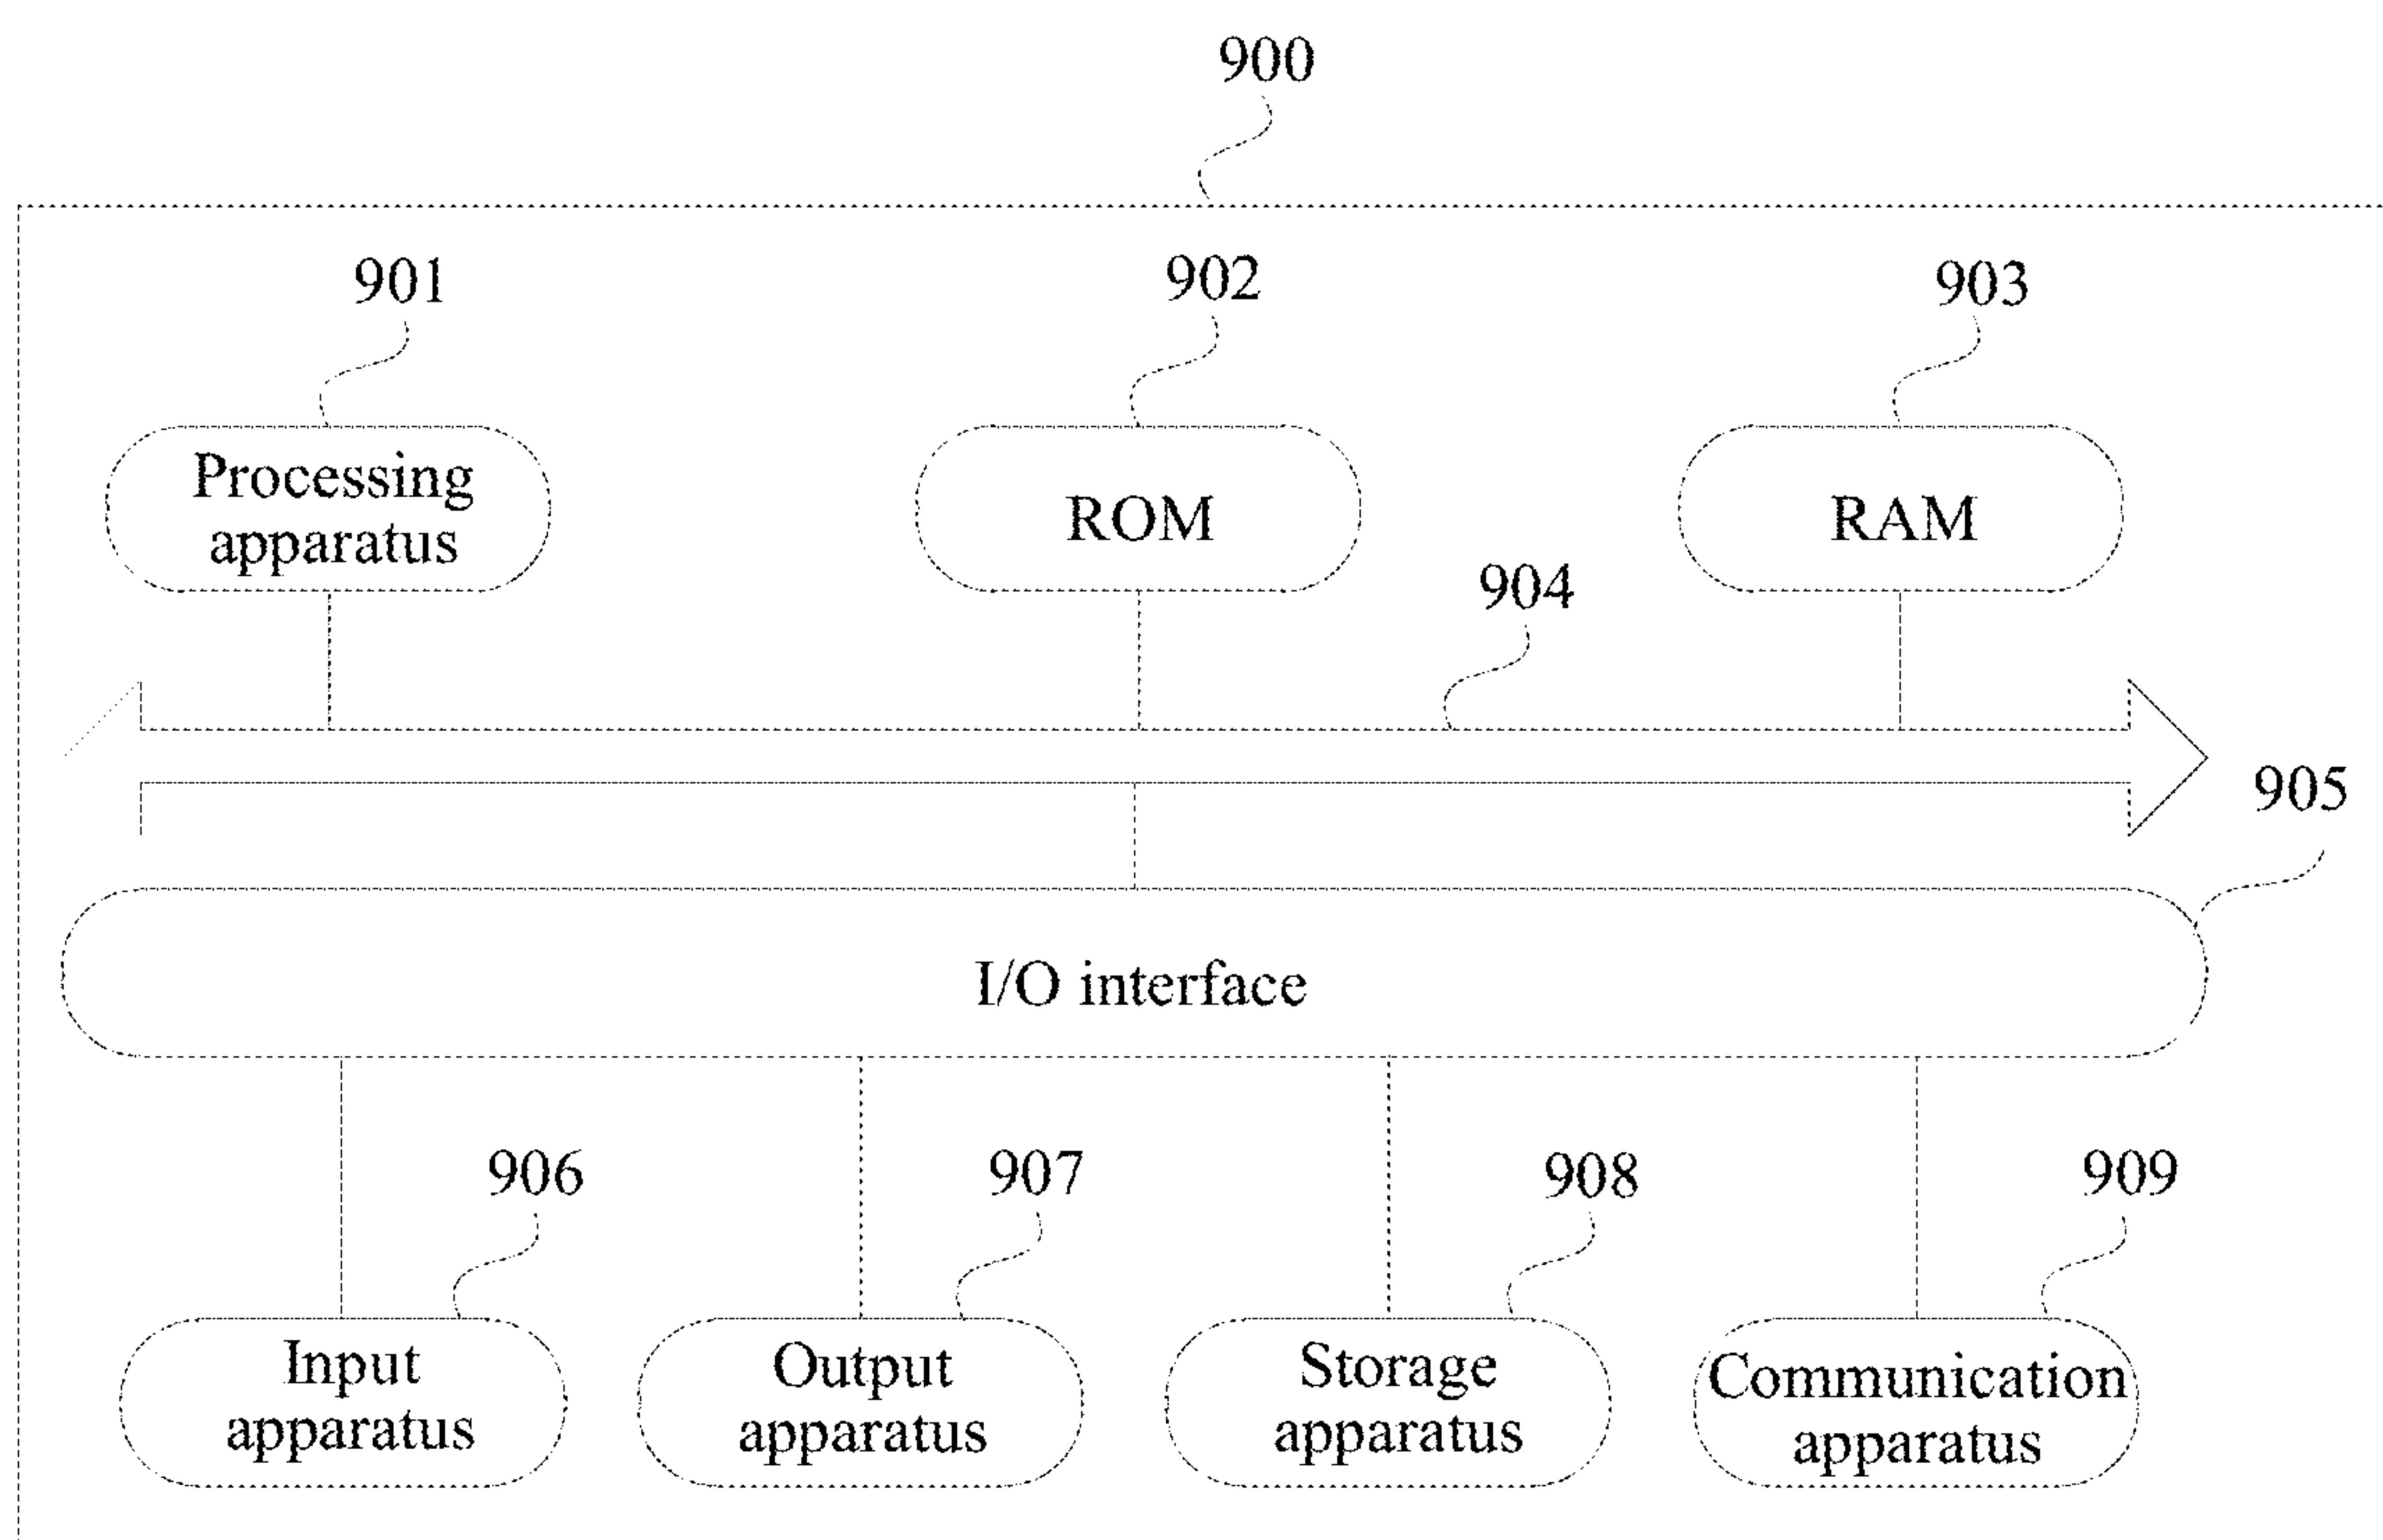 900
901
902
903
Processing
apparatus
ROM
RAM
904
905
I/O interface
906
907
908
909
Input
apparatus
Output
apparatus
Storage
apparatus
Communication
apparatus